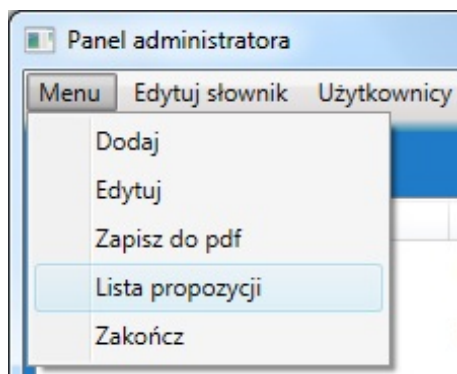 Panel administratora
Menu Edytuj słownik Użytkownicy
Dodaj
Edytuj
Zapisz do pdf
Lista propozycji
Zakończ